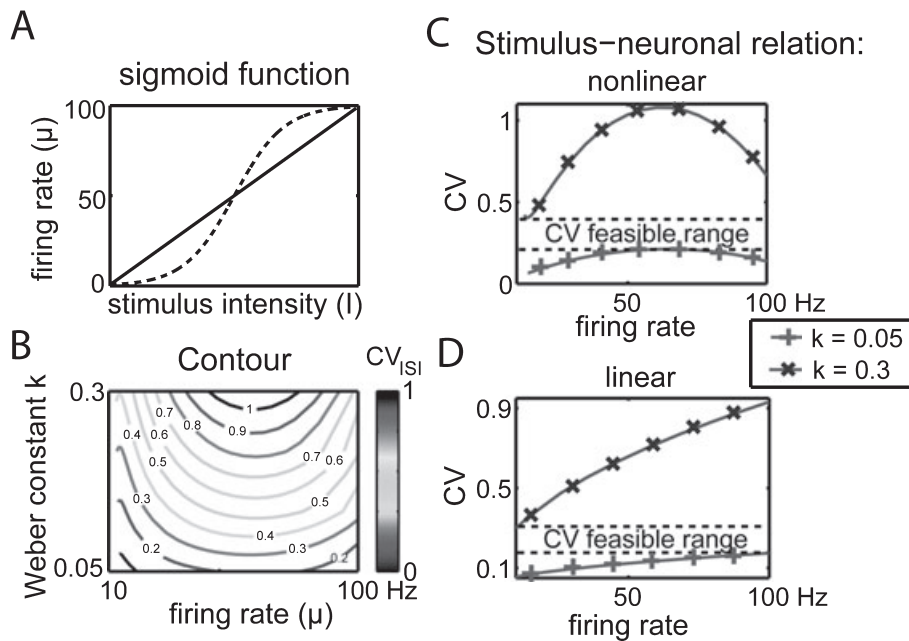 A
sigmoid function
100
50
0
firing rate (μ)
stimulus intensity (I)
B
Contour
CV_ISI
0.3
0.05
Weber constant k
0.4
0.7
0.6
0.5
0.8
0.9
1
0.7
0.6
0.5
0.4
0.3
0.3
0.2
0.2
1
0
10
100 Hz
firing rate (μ)
C
Stimulus−neuronal relation:
nonlinear
1
0.5
0
CV
CV feasible range
50
100 Hz
firing rate
k = 0.05
k = 0.3
D
linear
0.9
0.5
0.1
CV
CV feasible range
50
100 Hz
firing rate